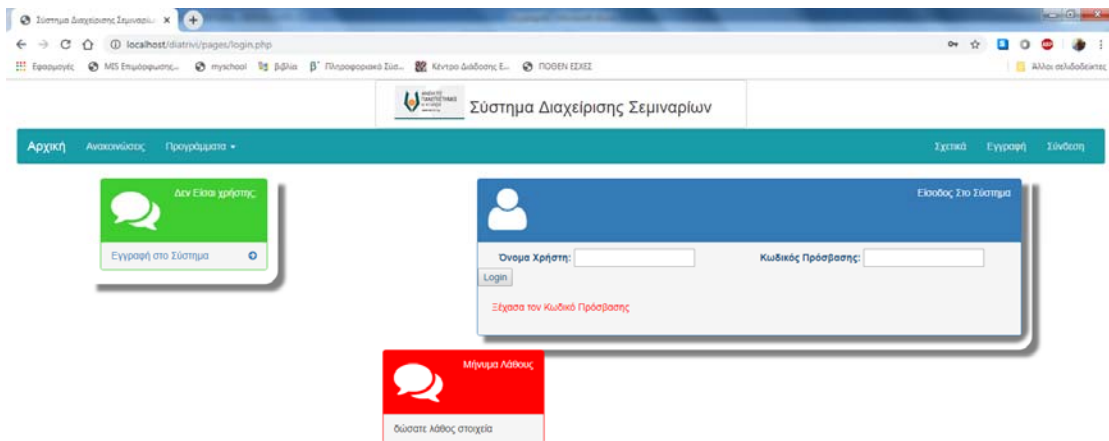 Σύστημα Διαχείρισης Σεμιναρίω
localhost/diatrivi/pages/login.php
Εφαρμογές MIS Επιμόρφωσης... myschool βιβλία β' Πληροφοριακό Συσ... Κέντρο Διάδοσης Ε... ΠΟΘΕΝ ΕΣΧΕΣ Άλλοι σελιδοδείκτες
Σύστημα Διαχείρισης Σεμιναρίων
Αρχική Ανακοινώσεις Προγράμματα Σχετικά Εγγραφή Σύνδεση
Δεν Είσαι χρήστης;
Εγγραφή στο Σύστημα
Είσοδος Στο Σύστημα
Όνομα Χρήστη: Κωδικός Πρόσβασης:
Login
Ξέχασα τον Κωδικό Πρόσβασης
Μήνυμα Λάθους
δώσατε λάθος στοιχεία